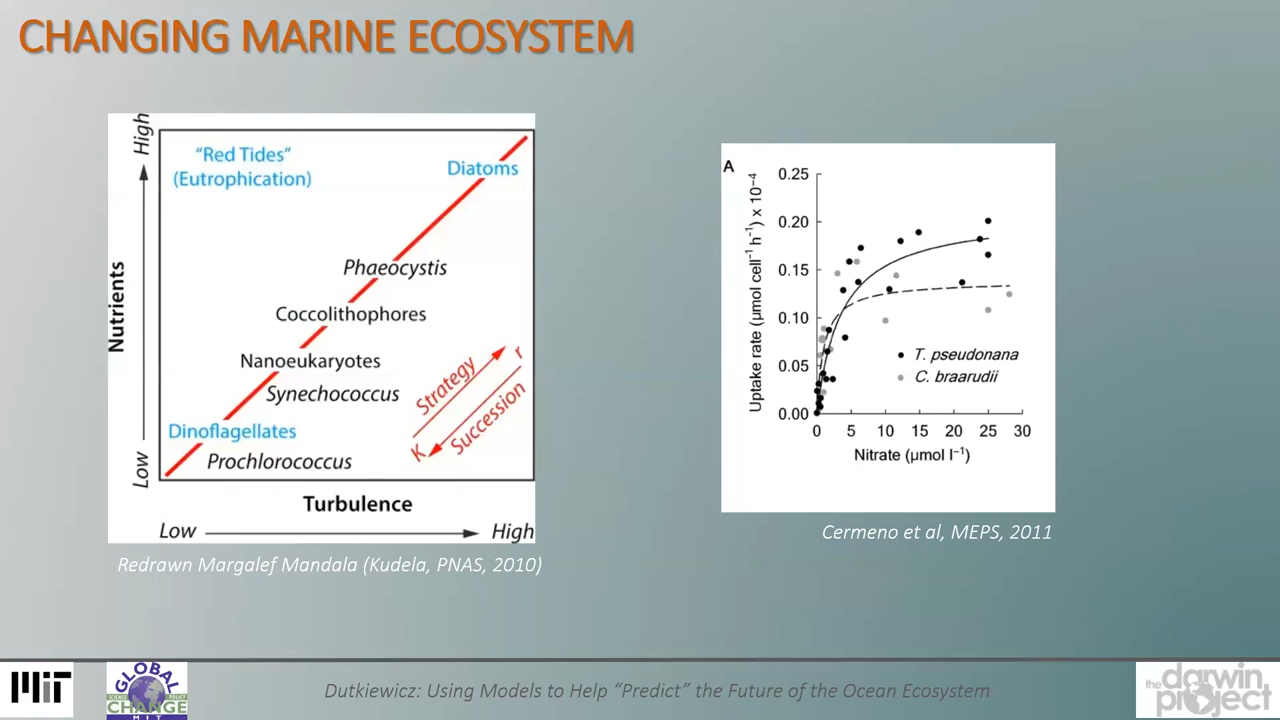 CHANGING MARINE ECOSYSTEM
High
Nutrients
Low
"Red Tides"
(Eutrophication)
Diatoms
Phaeocystis
Coccolithophores
Nanoeukaryotes
Synechococcus
Dinoflagellates
Prochlorococcus
Strategy
r
K
Succession
Turbulence
Low
High
Redrawn Margalef Mandala (Kudela, PNAS, 2010)
A
Uptake rate (µmol cell⁻¹ h⁻¹) x 10⁻⁴
0.25
0.20
0.15
0.10
0.05
0.00
T. pseudonana
C. braarudii
0 5 10 15 20 25 30
Nitrate (µmol l⁻¹)
Cermeno et al, MEPS, 2011
MIT
GLOBAL
SCIENCE POLICY
CHANGE
MIT
Dutkiewicz: Using Models to Help "Predict" the Future of the Ocean Ecosystem
the darwin
project